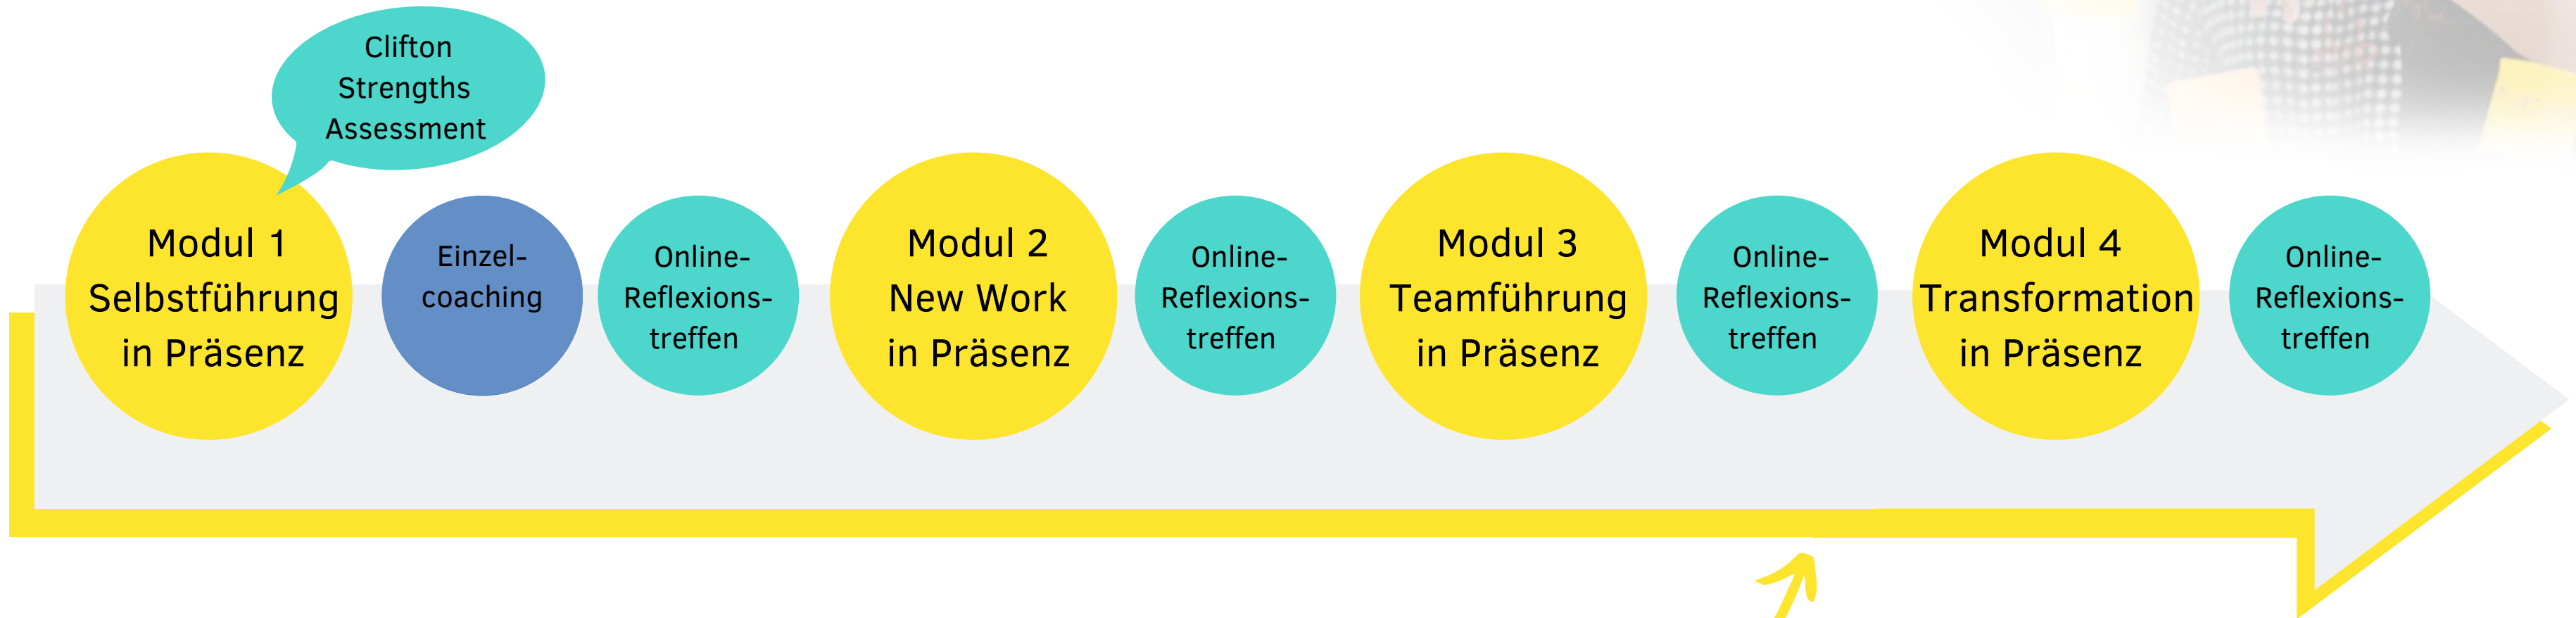 Clifton
Strengths
Assessment
Modul 1
Selbstführung
in Präsenz
Einzel-
coaching
Online-
Reflexions-
treffen
Modul 2
New Work
in Präsenz
Online-
Reflexions-
treffen
Modul 3
Teamführung
in Präsenz
Online-
Reflexions-
treffen
Modul 4
Transformation
in Präsenz
Online-
Reflexions-
treffen